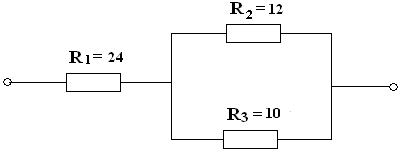 R₂ = 12
R₁ = 24
R₃ = 10